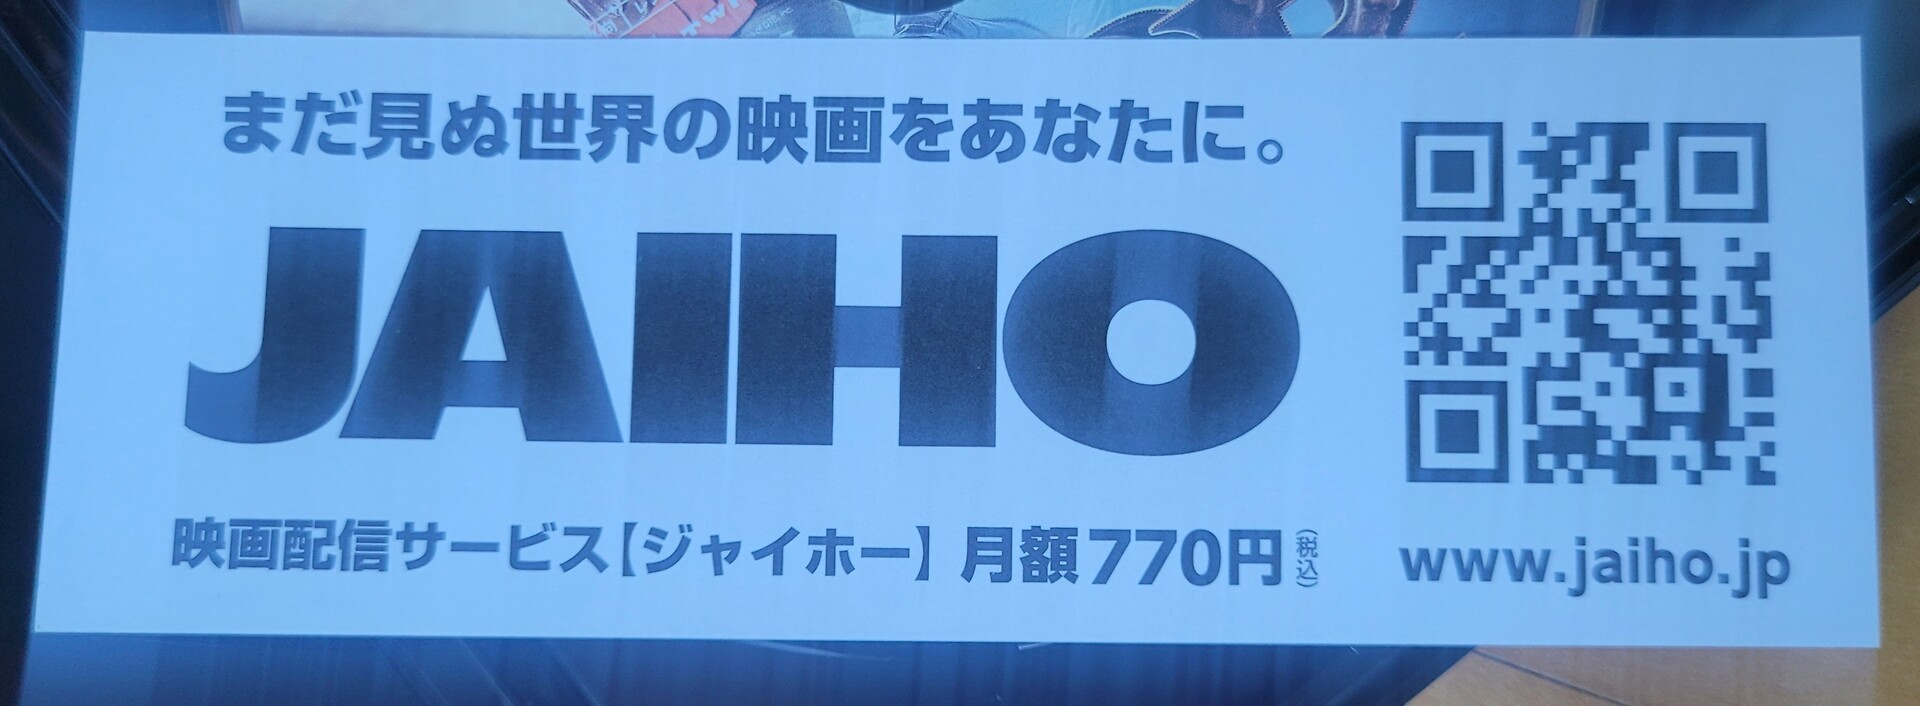 まだ見ぬ世界の映画をあなたに。
JAIHO
映画配信サービス【ジャイホー】 月額770円(税込)
www.jaiho.jp